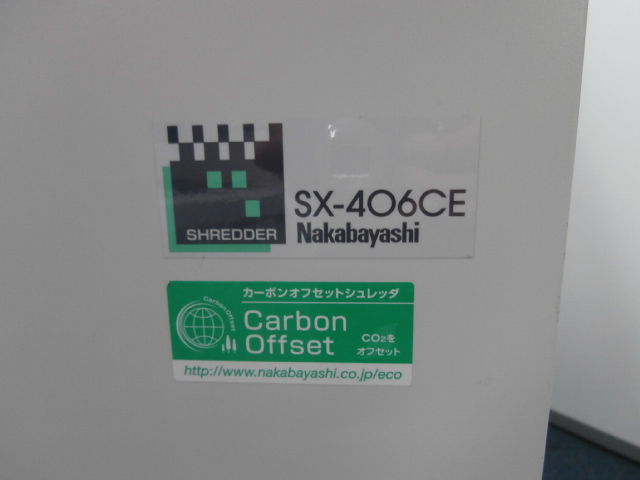 SHREDDER
SX-406CE
Nakabayashi
カーボンオフセットシュレッダ
Carbon-Offset
Carbon
Offset
CO₂を
オフセット
http://www.nakabayashi.co.jp/eco